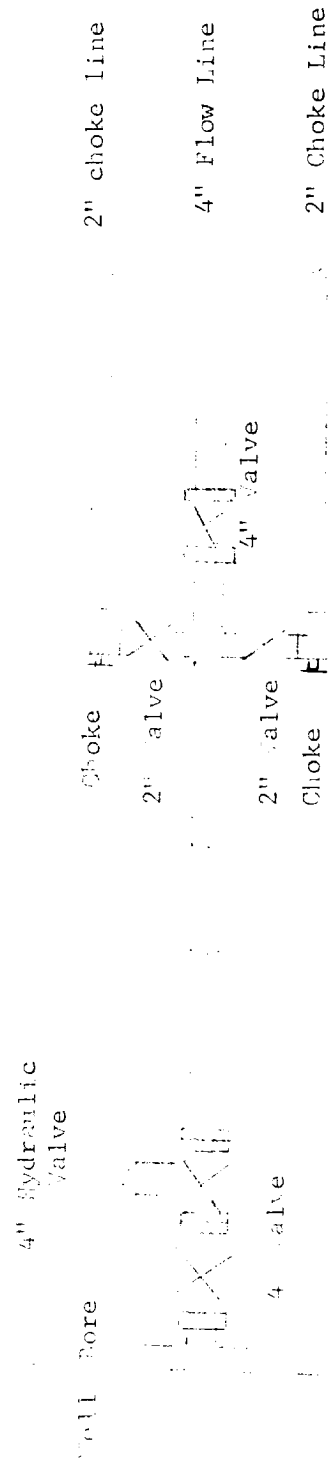 4" Hydraulic
Valve
Well Bore
4 Valve
Choke
2" Valve
2" Valve
Choke
4" Valve
2" choke line
4" Flow Line
2" Choke Line